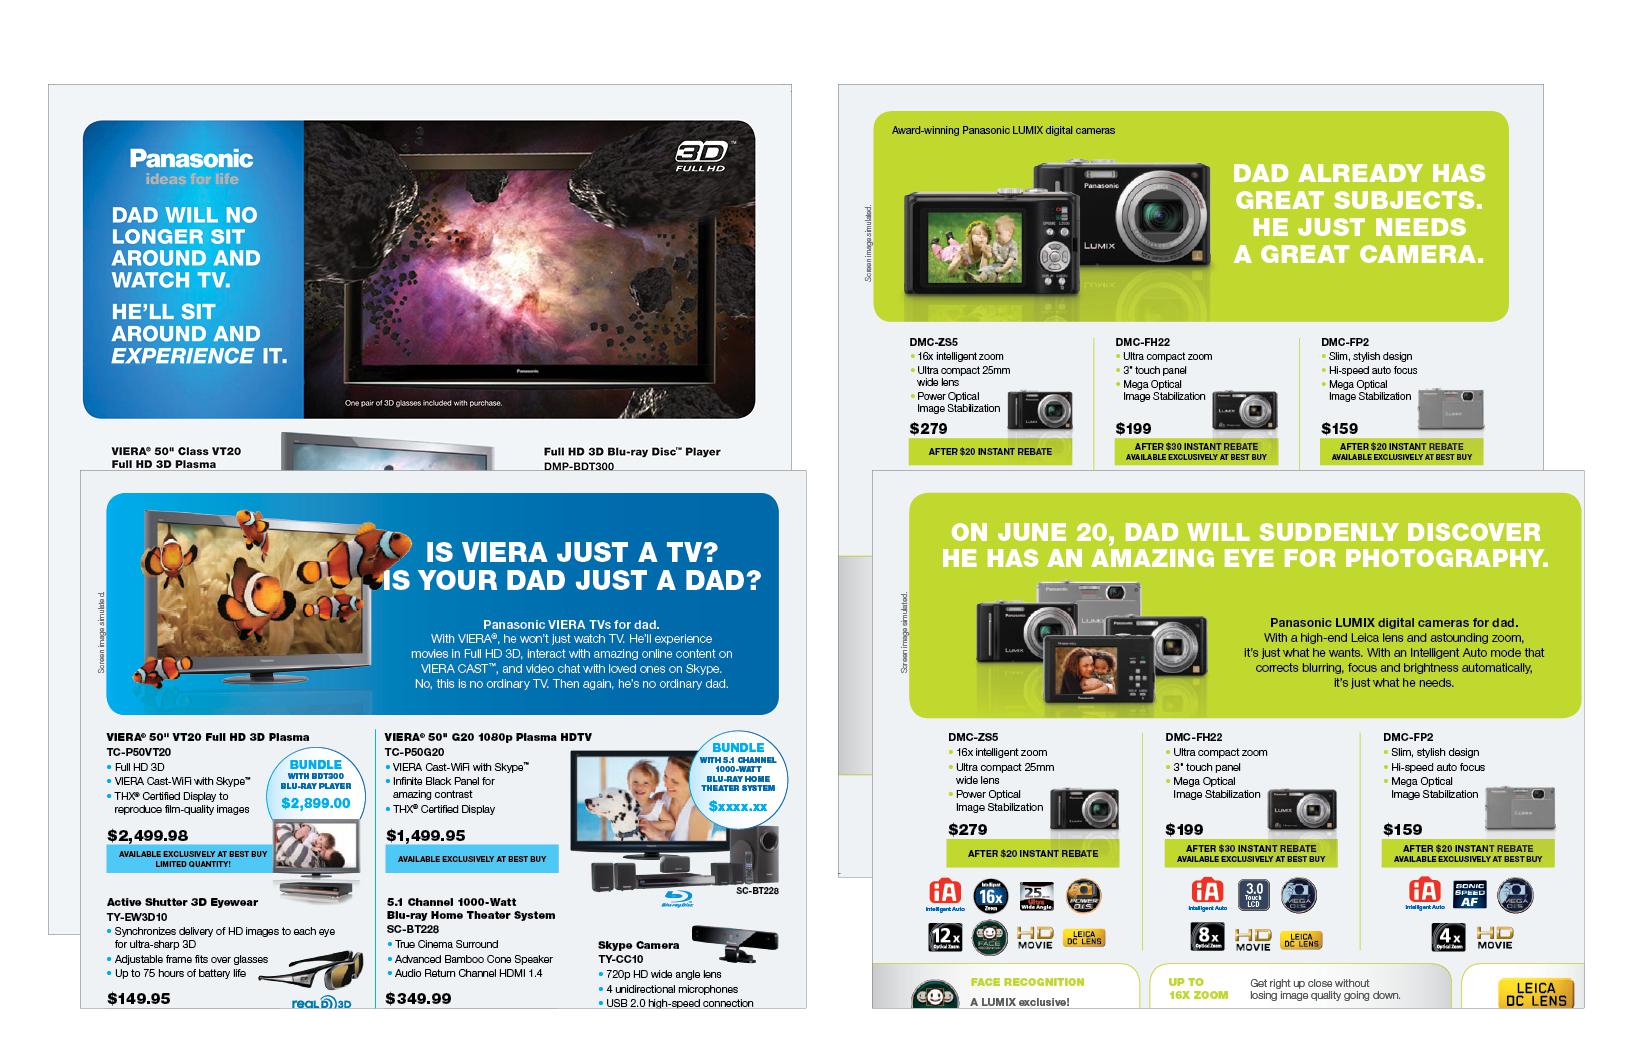 Panasonic
ideas for life
DAD WILL NO
LONGER SIT
AROUND AND
WATCH TV.
HE'LL SIT
AROUND AND
EXPERIENCE IT.
3D™
FULL HD
Panasonic
One pair of 3D glasses included with purchase.
VIERA® 50" Class VT20
Full HD 3D Plasma
Full HD 3D Blu-ray Disc™ Player
DMP-BDT300
Award-winning Panasonic LUMIX digital cameras
Screen image simulated.
Panasonic
LUMIX
DAD ALREADY HAS
GREAT SUBJECTS.
HE JUST NEEDS
A GREAT CAMERA.
DMC-ZS5
• 16x intelligent zoom
• Ultra compact 25mm
wide lens
• Power Optical
Image Stabilization
$279
AFTER $20 INSTANT REBATE
DMC-FH22
• Ultra compact zoom
• 3" touch panel
• Mega Optical
Image Stabilization
$199
AFTER $30 INSTANT REBATE
AVAILABLE EXCLUSIVELY AT BEST BUY
DMC-FP2
• Slim, stylish design
• Hi-speed auto focus
• Mega Optical
Image Stabilization
$159
AFTER $20 INSTANT REBATE
AVAILABLE EXCLUSIVELY AT BEST BUY
Screen image simulated.
IS VIERA JUST A TV?
IS YOUR DAD JUST A DAD?
Panasonic VIERA TVs for dad.
With VIERA®, he won't just watch TV. He'll experience
movies in Full HD 3D, interact with amazing online content on
VIERA CAST™, and video chat with loved ones on Skype.
No, this is no ordinary TV. Then again, he's no ordinary dad.
VIERA® 50" VT20 Full HD 3D Plasma
TC-P50VT20
• Full HD 3D
• VIERA Cast-WiFi with Skype™
• THX® Certified Display to
reproduce film-quality images
$2,499.98
AVAILABLE EXCLUSIVELY AT BEST BUY
LIMITED QUANTITY!
BUNDLE
WITH BDT300
BLU-RAY PLAYER
$2,899.00
Active Shutter 3D Eyewear
TY-EW3D10
• Synchronizes delivery of HD images to each eye
for ultra-sharp 3D
• Adjustable frame fits over glasses
• Up to 75 hours of battery life
$149.95
real D 3D
VIERA® 50" G20 1080p Plasma HDTV
TC-P50G20
• VIERA Cast-WiFi with Skype™
• Infinite Black Panel for
amazing contrast
• THX® Certified Display
$1,499.95
AVAILABLE EXCLUSIVELY AT BEST BUY
BUNDLE
WITH 5.1 CHANNEL
1000-WATT
BLU-RAY HOME
THEATER SYSTEM
$xxxx.xx
SC-BT228
Blu-ray Disc
5.1 Channel 1000-Watt
Blu-ray Home Theater System
SC-BT228
• True Cinema Surround
• Advanced Bamboo Cone Speaker
• Audio Return Channel HDMI 1.4
$349.99
Skype Camera
TY-CC10
• 720p HD wide angle lens
• 4 unidirectional microphones
• USB 2.0 high-speed connection
Screen image simulated.
ON JUNE 20, DAD WILL SUDDENLY DISCOVER
HE HAS AN AMAZING EYE FOR PHOTOGRAPHY.
Panasonic LUMIX digital cameras for dad.
With a high-end Leica lens and astounding zoom,
it's just what he wants. With an Intelligent Auto mode that
corrects blurring, focus and brightness automatically,
it's just what he needs.
DMC-ZS5
• 16x intelligent zoom
• Ultra compact 25mm
wide lens
• Power Optical
Image Stabilization
$279
AFTER $20 INSTANT REBATE
iA
Intelligent Auto
Intelligent
16x
Zoom
25mm
Ultra
Wide Angle
POWER
O.I.S.
12x
Optical Zoom
FACE
RECOGNITION
HD
MOVIE
LEICA
DC LENS
DMC-FH22
• Ultra compact zoom
• 3" touch panel
• Mega Optical
Image Stabilization
$199
AFTER $30 INSTANT REBATE
AVAILABLE EXCLUSIVELY AT BEST BUY
iA
Intelligent Auto
3.0
Touch
LCD
MEGA
O.I.S.
8x
Optical Zoom
HD
MOVIE
LEICA
DC LENS
DMC-FP2
• Slim, stylish design
• Hi-speed auto focus
• Mega Optical
Image Stabilization
$159
AFTER $20 INSTANT REBATE
AVAILABLE EXCLUSIVELY AT BEST BUY
iA
Intelligent Auto
SONIC
SPEED
AF
MEGA
O.I.S.
4x
Optical Zoom
HD
MOVIE
FACE RECOGNITION
A LUMIX exclusive!
UP TO
16X ZOOM
Get right up close without
losing image quality going down.
LEICA
DC LENS